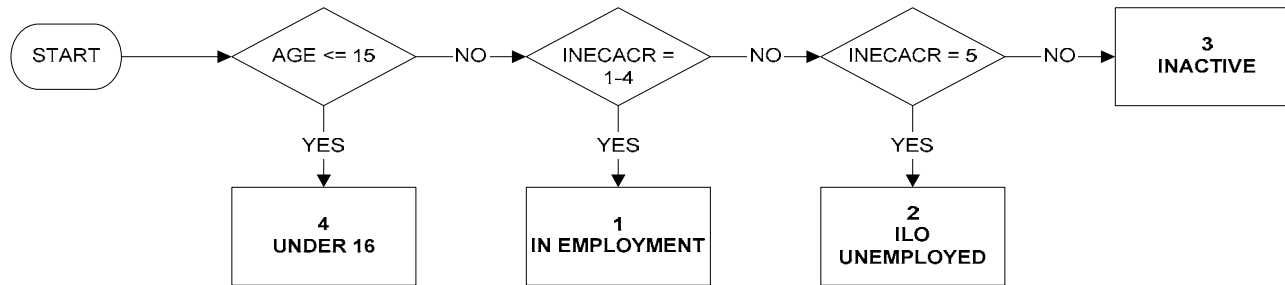 START
AGE <= 15
NO
INECACR =
1-4
NO
INECACR = 5
NO
3
INACTIVE
YES
YES
YES
4
UNDER 16
1
IN EMPLOYMENT
2
ILO
UNEMPLOYED